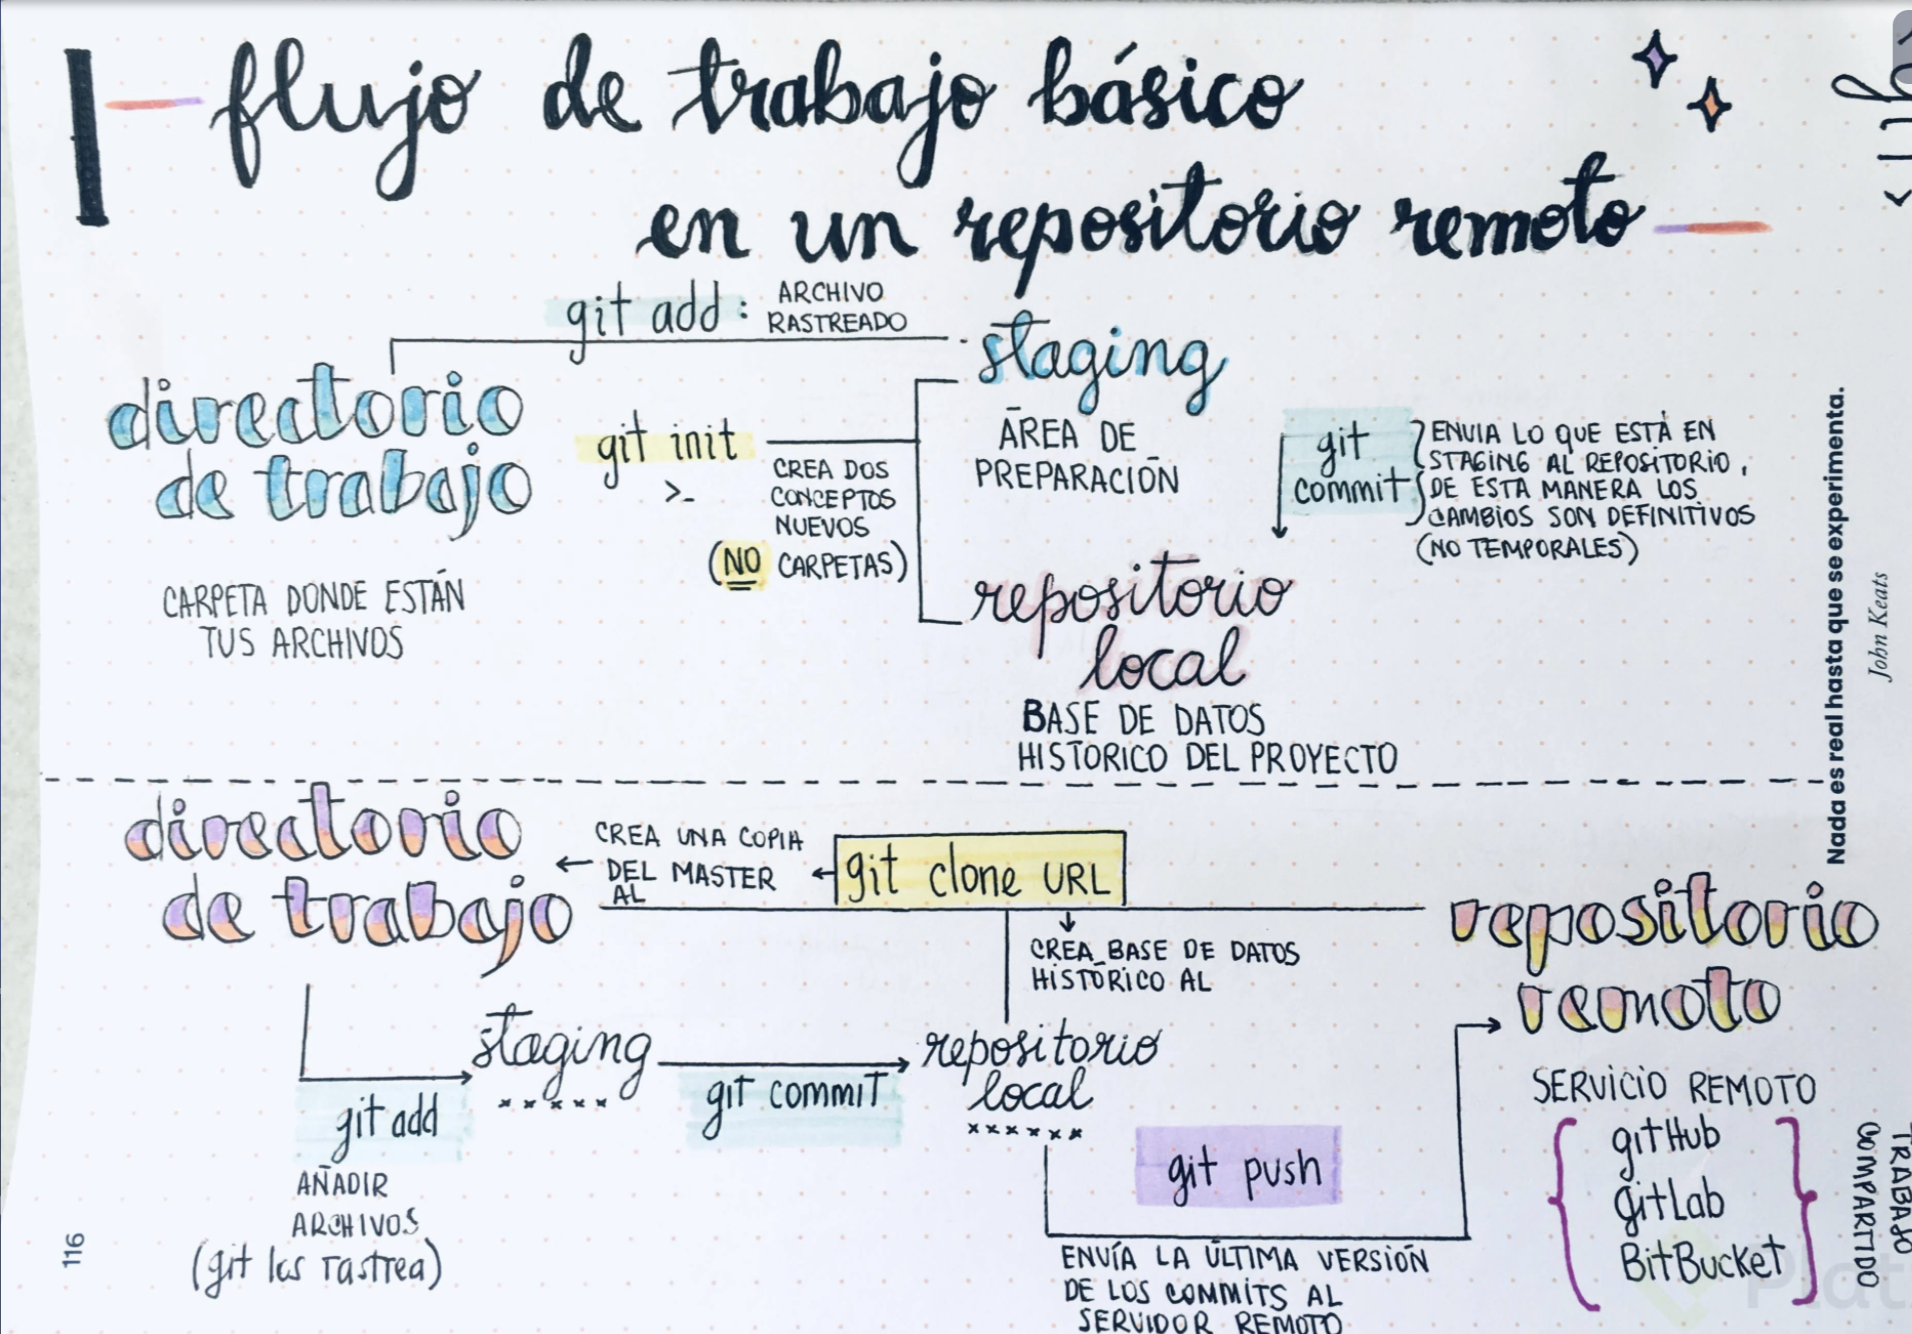 flujo de trabajo básico
en un repositorio remoto
git add: ARCHIVO
RASTREADO
directorio
de trabajo
CARPETA DONDE ESTÁN
TUS ARCHIVOS
git init
>-
CREA DOS
CONCEPTOS
NUEVOS
(NO CARPETAS)
staging
ÁREA DE
PREPARACIÓN
git
commit
ENVIA LO QUE ESTÁ EN
STAGING AL REPOSITORIO,
DE ESTA MANERA LOS
CAMBIOS SON DEFINITIVOS
(NO TEMPORALES)
repositorio
local
BASE DE DATOS
HISTORICO DEL PROYECTO
Nada es real hasta que se experimenta.
John Keats
directorio
de trabajo
CREA UNA COPIA
DEL MASTER
AL
git clone URL
CREA BASE DE DATOS
HISTÓRICO AL
repositorio
remoto
staging
git commit
repositorio
local
git add
AÑADIR
ARCHIVOS
(git los rastrea)
git push
ENVÍA LA ÚLTIMA VERSIÓN
DE LOS COMMITS AL
SERVIDOR REMOTO
SERVICIO REMOTO
gitHub
gitLab
BitBucket
TRABAJO
COMPARTIDO
116
Plat